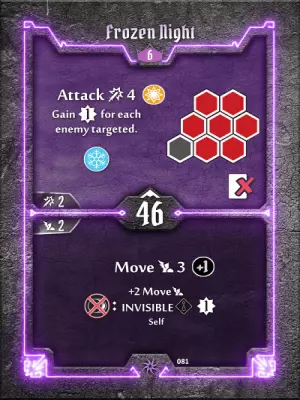 Frozen Night
6
Attack 4
Gain 1 for each
enemy targeted.
2
46
2
Move 3 +1
+2 Move
: INVISIBLE 1
Self
081